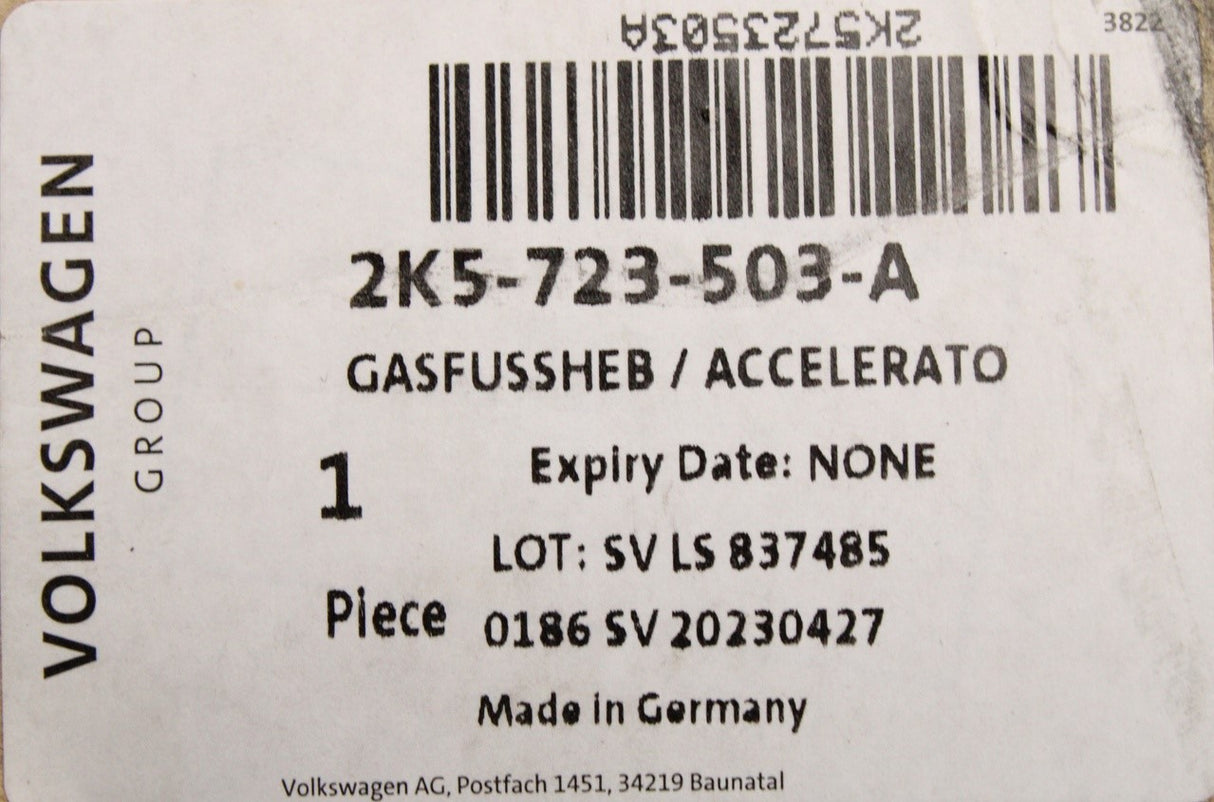 2K5723503A
3822
VOLKSWAGEN
GROUP
2K5-723-503-A
GASFUSSHEB / ACCELERATO
1
Expiry Date: NONE
LOT: SV LS 837485
Piece
0186 SV 20230427
Made in Germany
Volkswagen AG, Postfach 1451, 34219 Baunatal